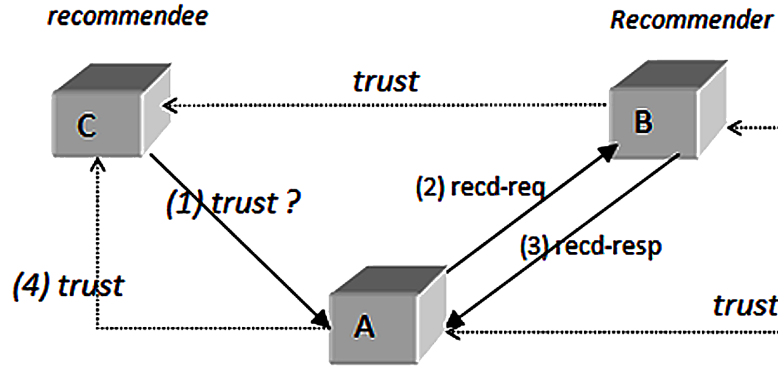 recommendee
Recommender
trust
C
B
(1) trust ?
(2) recd-req
(3) recd-resp
(4) trust
trust
A